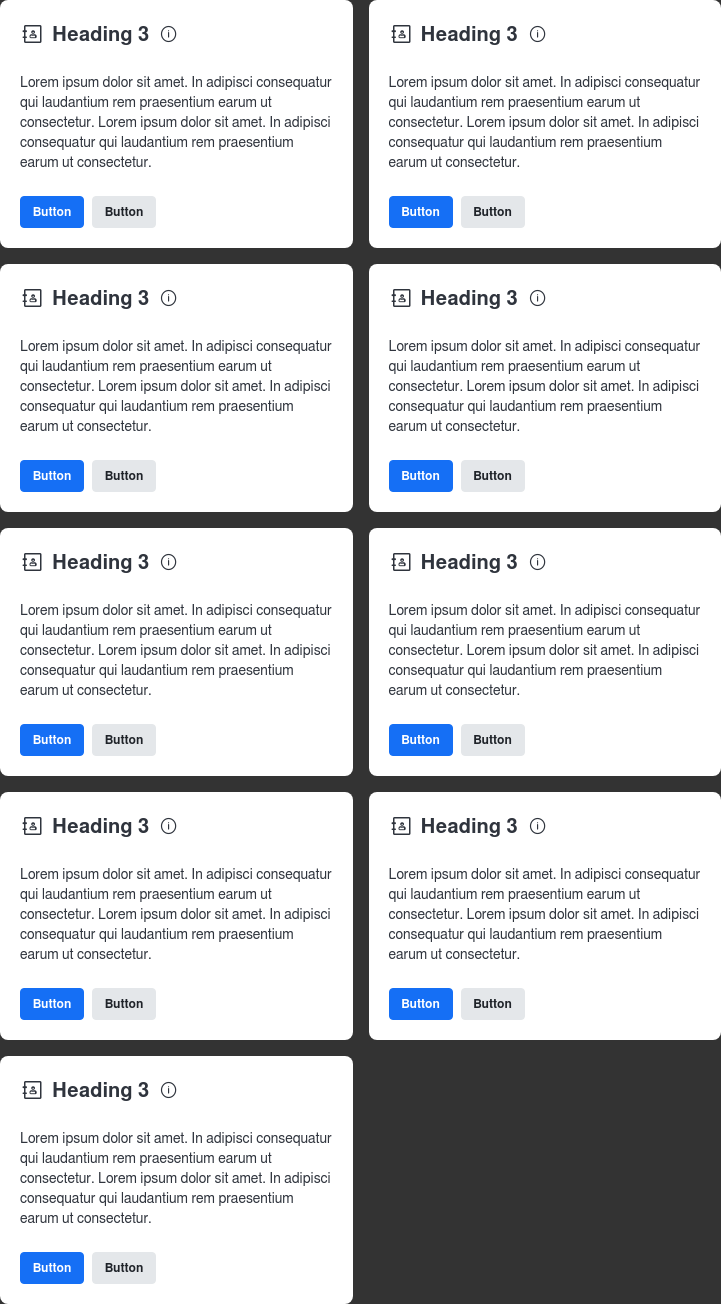 Heading 3
Lorem ipsum dolor sit amet. In adipisci consequatur
qui laudantium rem praesentium earum ut
consectetur. Lorem ipsum dolor sit amet. In adipisci
consequatur qui laudantium rem praesentium
earum ut consectetur.
Button Button
Heading 3
Lorem ipsum dolor sit amet. In adipisci consequatur
qui laudantium rem praesentium earum ut
consectetur. Lorem ipsum dolor sit amet. In adipisci
consequatur qui laudantium rem praesentium
earum ut consectetur.
Button Button
Heading 3
Lorem ipsum dolor sit amet. In adipisci consequatur
qui laudantium rem praesentium earum ut
consectetur. Lorem ipsum dolor sit amet. In adipisci
consequatur qui laudantium rem praesentium
earum ut consectetur.
Button Button
Heading 3
Lorem ipsum dolor sit amet. In adipisci consequatur
qui laudantium rem praesentium earum ut
consectetur. Lorem ipsum dolor sit amet. In adipisci
consequatur qui laudantium rem praesentium
earum ut consectetur.
Button Button
Heading 3
Lorem ipsum dolor sit amet. In adipisci consequatur
qui laudantium rem praesentium earum ut
consectetur. Lorem ipsum dolor sit amet. In adipisci
consequatur qui laudantium rem praesentium
earum ut consectetur.
Button Button
Heading 3
Lorem ipsum dolor sit amet. In adipisci consequatur
qui laudantium rem praesentium earum ut
consectetur. Lorem ipsum dolor sit amet. In adipisci
consequatur qui laudantium rem praesentium
earum ut consectetur.
Button Button
Heading 3
Lorem ipsum dolor sit amet. In adipisci consequatur
qui laudantium rem praesentium earum ut
consectetur. Lorem ipsum dolor sit amet. In adipisci
consequatur qui laudantium rem praesentium
earum ut consectetur.
Button Button
Heading 3
Lorem ipsum dolor sit amet. In adipisci consequatur
qui laudantium rem praesentium earum ut
consectetur. Lorem ipsum dolor sit amet. In adipisci
consequatur qui laudantium rem praesentium
earum ut consectetur.
Button Button
Heading 3
Lorem ipsum dolor sit amet. In adipisci consequatur
qui laudantium rem praesentium earum ut
consectetur. Lorem ipsum dolor sit amet. In adipisci
consequatur qui laudantium rem praesentium
earum ut consectetur.
Button Button